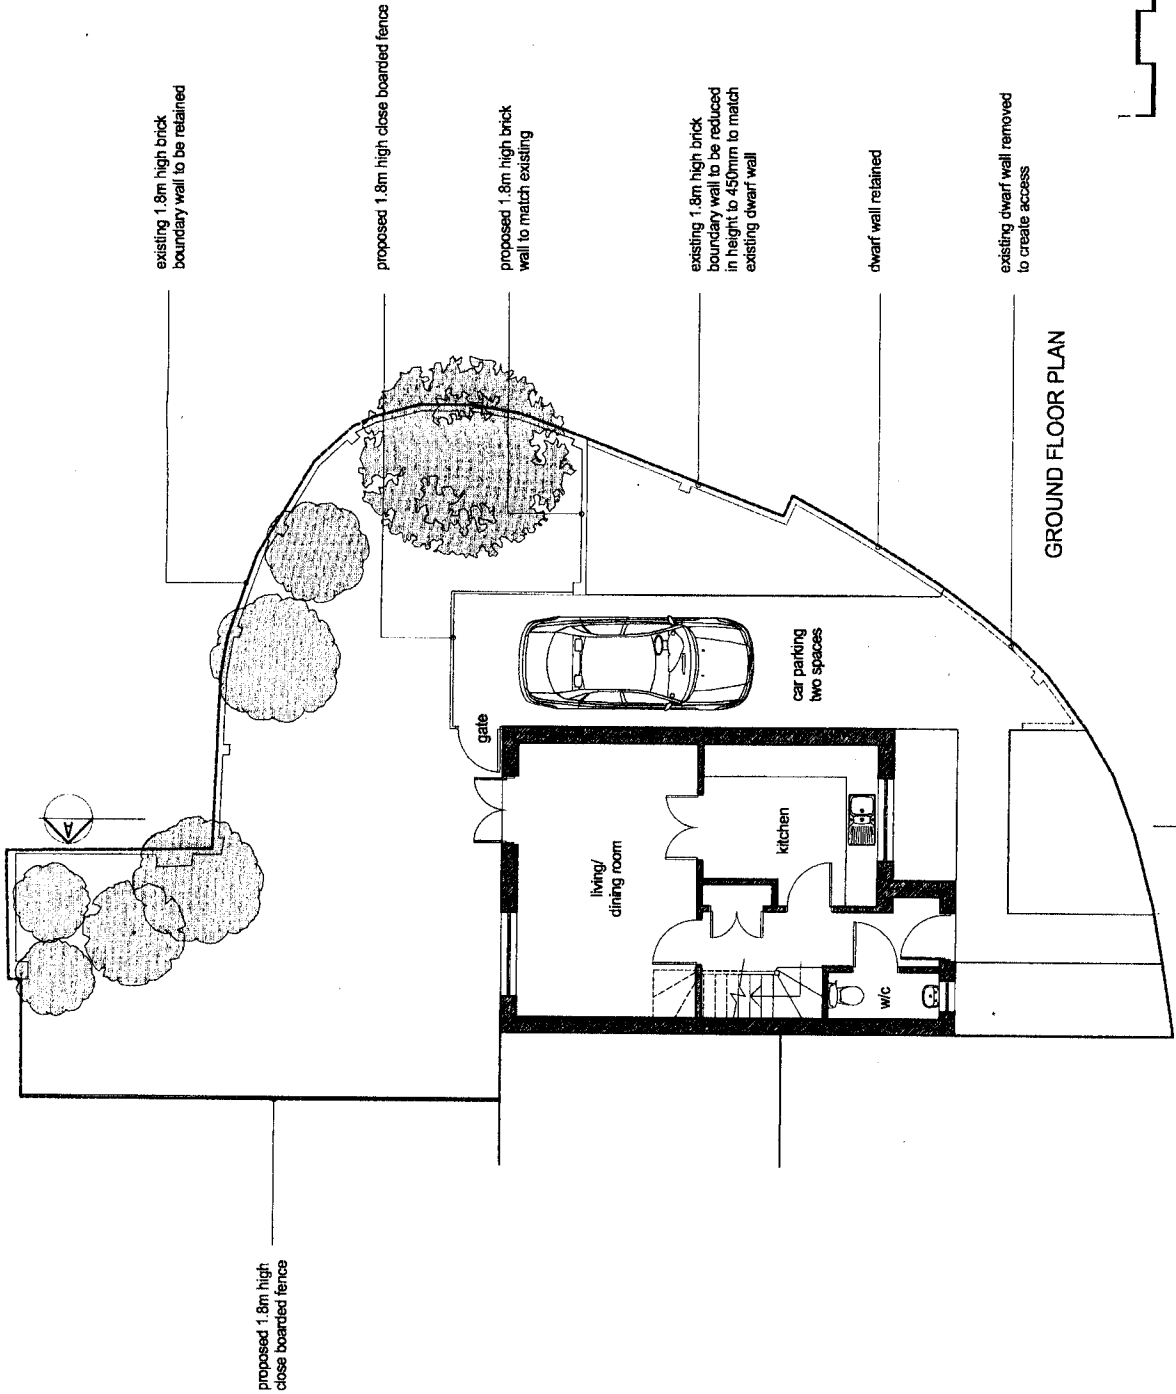 existing 1.8m high brick
boundary wall to be retained
proposed 1.8m high close boarded fence
proposed 1.8m high brick
wall to match existing
existing 1.8m high brick
boundary wall to be reduced
in height to 450mm to match
existing dwarf wall
dwarf wall retained
existing dwarf wall removed
to create access
GROUND FLOOR PLAN
A
gate
car parking
two spaces
living/
dining room
kitchen
w/c
proposed 1.8m high
close boarded fence